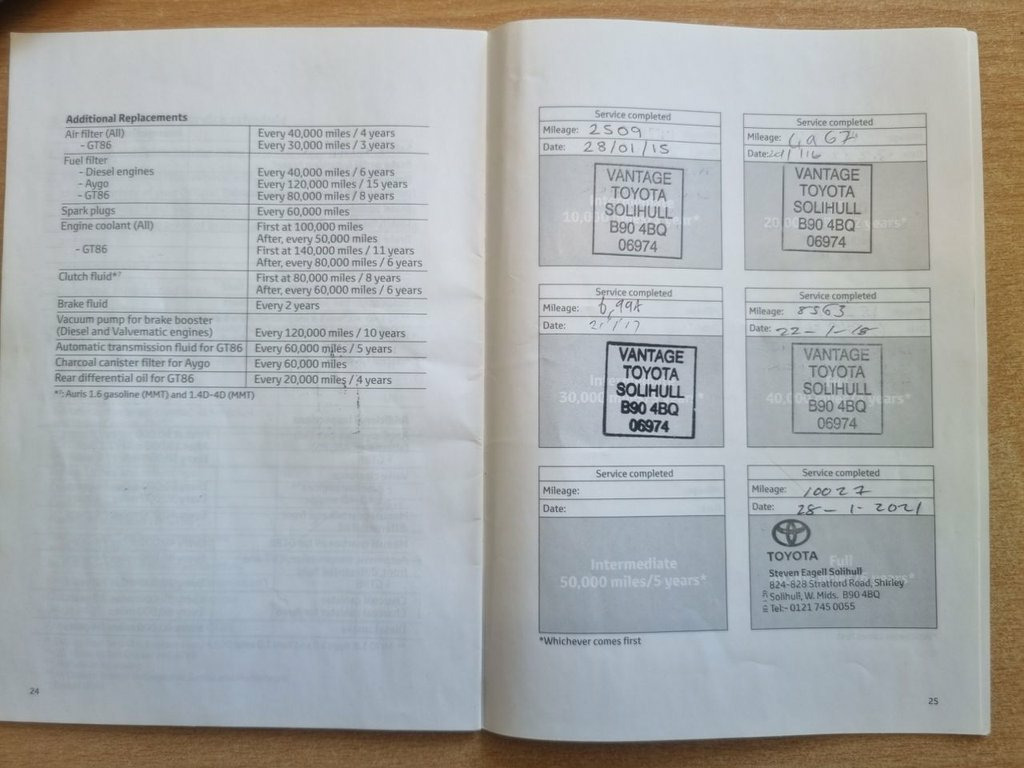 Additional Replacements
Air filter (All) Every 40,000 miles / 4 years
- GT86 Every 30,000 miles / 3 years
Fuel filter
- Diesel engines Every 40,000 miles / 6 years
- Aygo Every 120,000 miles / 15 years
- GT86 Every 80,000 miles / 8 years
Spark plugs Every 60,000 miles
Engine coolant (All) First at 100,000 miles
After, every 50,000 miles
- GT86 First at 140,000 miles / 11 years
After, every 80,000 miles / 6 years
Clutch fluid*7 First at 80,000 miles / 8 years
After, every 60,000 miles / 6 years
Brake fluid Every 2 years
Vacuum pump for brake booster
(Diesel and Valvematic engines) Every 120,000 miles / 10 years
Automatic transmission fluid for GT86 Every 60,000 miles / 5 years
Charcoal canister filter for Aygo Every 60,000 miles
Rear differential oil for GT86 Every 20,000 miles / 4 years
*7: Auris 1.6 gasoline (MMT) and 1.4D-4D (MMT)
24
Service completed
Mileage: 2509
Date: 28/01/15
VANTAGE
TOYOTA
SOLIHULL
B90 4BQ
06974
Service completed
Mileage:
Date:
VANTAGE
TOYOTA
SOLIHULL
B90 4BQ
06974
Service completed
Mileage:
Date:
VANTAGE
TOYOTA
SOLIHULL
B90 4BQ
06974
30,000
Service completed
Mileage: 8563
Date: 22-1-18
VANTAGE
TOYOTA
SOLIHULL
B90 4BQ
06974
Service completed
Mileage:
Date:
Intermediate
50,000 miles/5 years*
Service completed
Mileage: 10027
Date: 28-1-2021
TOYOTA
Full
Steven Eagell Solihull
824-828 Stratford Road, Shirley
Solihull, W. Mids. B90 4BQ
Tel:- 0121 745 0055
*Whichever comes first
25